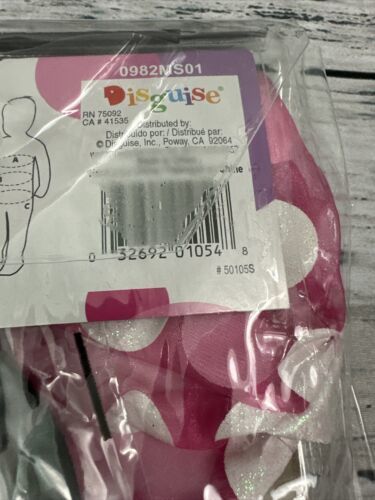 0982MS01
Disguise®
RN 75092
CA # 41535
Distributed by:
Distribuido por: / Distribué par:
© Disguise, Inc., Poway, CA 92064
A
C
0 32692 01054 8
# 50105S